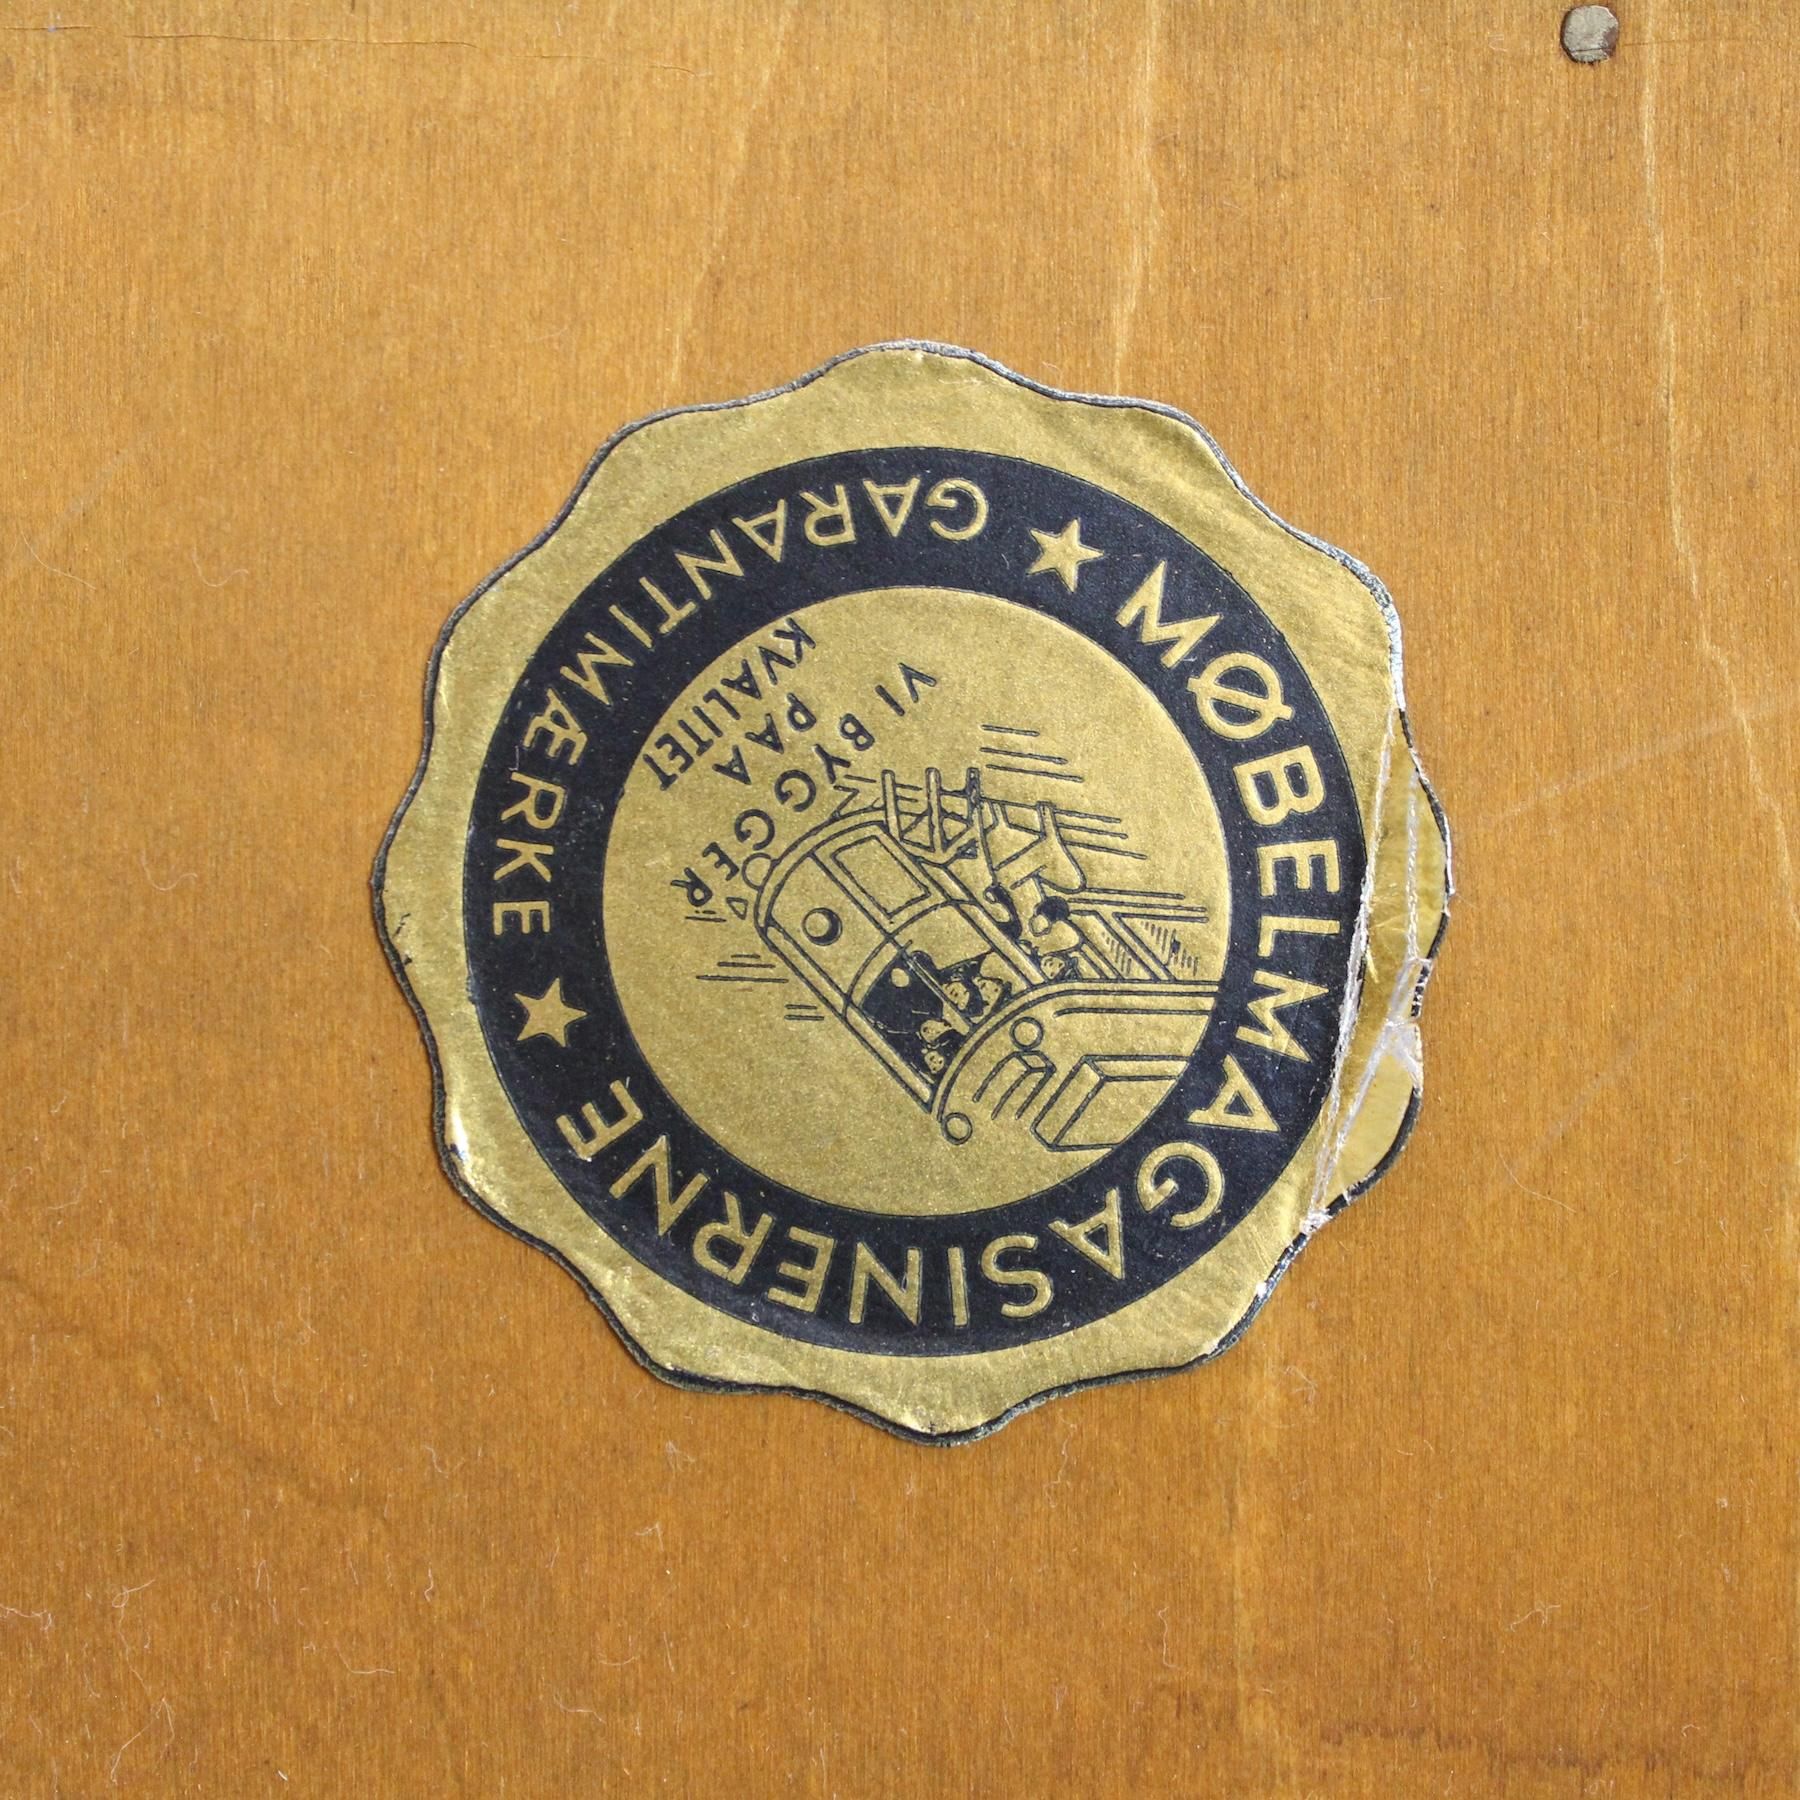 MØBELMAGASINERNE
GARANTIMÆRKE
VI BYGGER
PAA
KVALITET